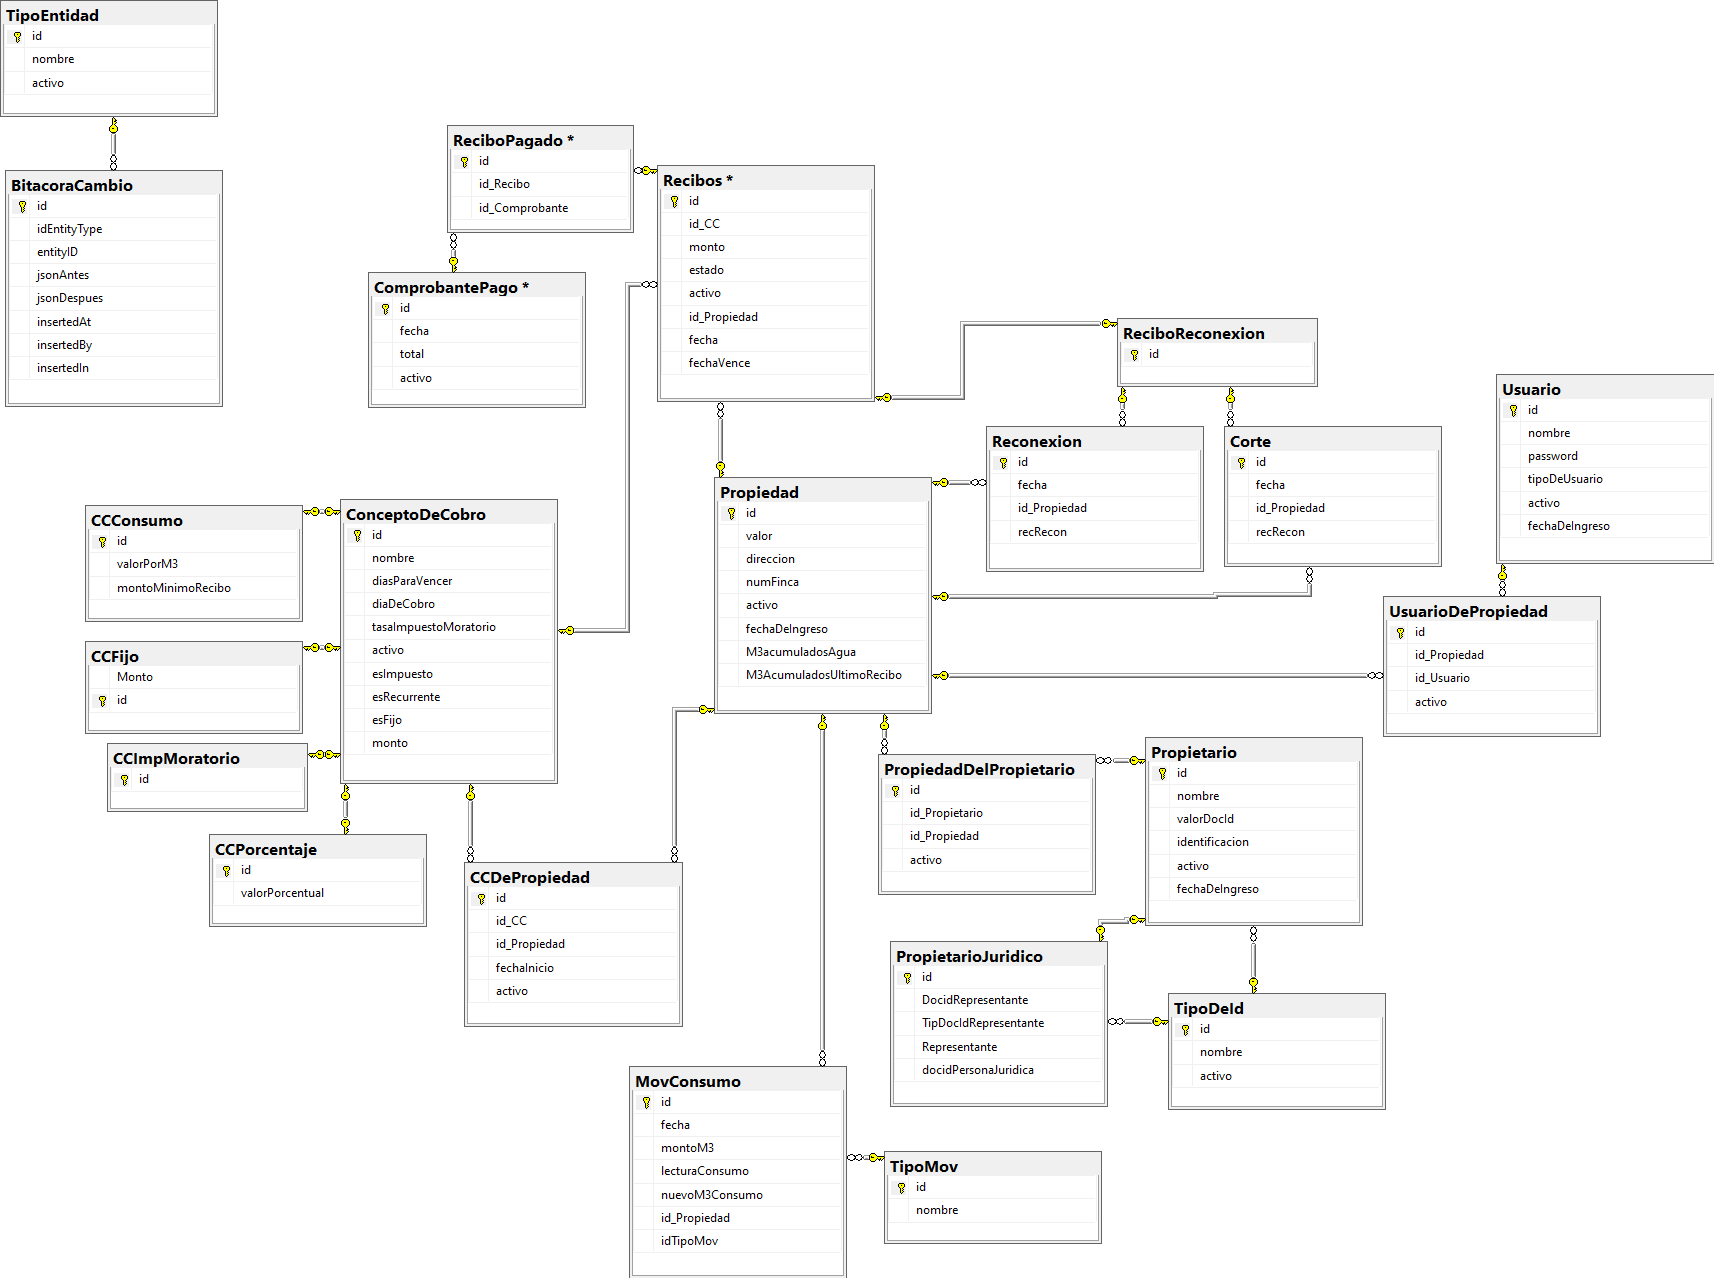 TipoEntidad
id
nombre
activo
BitacoraCambio
id
idEntityType
entityID
jsonAntes
jsonDespues
insertedAt
insertedBy
insertedIn
ReciboPagado *
id
id_Recibo
id_Comprobante
ComprobantePago *
id
fecha
total
activo
Recibos *
id
id_CC
monto
estado
activo
id_Propiedad
fecha
fechaVence
ReciboReconexion
id
Reconexion
id
fecha
id_Propiedad
recRecon
Corte
id
fecha
id_Propiedad
recRecon
Usuario
id
nombre
password
tipoDeUsuario
activo
fechaDeIngreso
UsuarioDePropiedad
id
id_Propiedad
id_Usuario
activo
Propiedad
id
valor
direccion
numFinca
activo
fechaDeIngreso
M3acumuladosAgua
M3AcumuladosUltimoRecibo
ConceptoDeCobro
id
nombre
diasParaVencer
diaDeCobro
tasaImpuestoMoratorio
activo
esImpuesto
esRecurrente
esFijo
monto
CCConsumo
id
valorPorM3
montoMinimoRecibo
CCFijo
Monto
id
CCImpMoratorio
id
CCPorcentaje
id
valorPorcentual
CCDePropiedad
id
id_CC
id_Propiedad
fechaInicio
activo
PropiedadDelPropietario
id
id_Propietario
id_Propiedad
activo
Propietario
id
nombre
valorDocId
identificacion
activo
fechaDeIngreso
PropietarioJuridico
id
DocidRepresentante
TipDocIdRepresentante
Representante
docidPersonaJuridica
TipoDeId
id
nombre
activo
MovConsumo
id
fecha
montoM3
lecturaConsumo
nuevoM3Consumo
id_Propiedad
idTipoMov
TipoMov
id
nombre